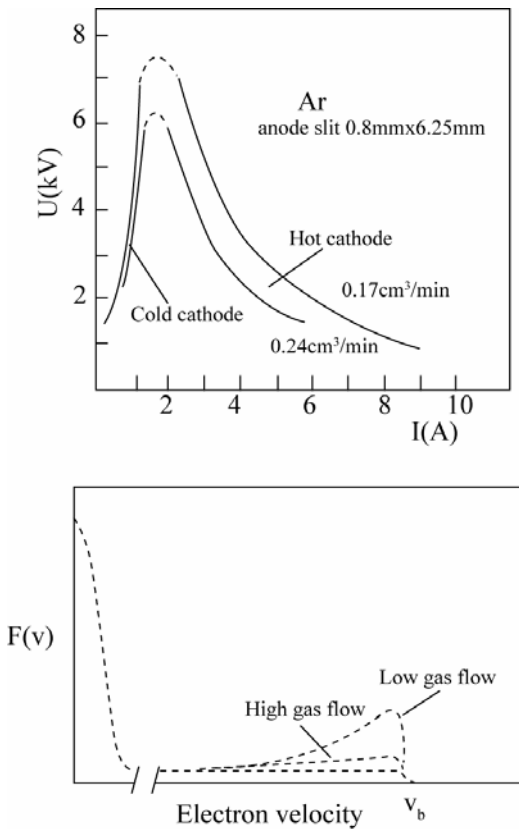 8
6
4
2
U(kV)
Ar
anode slit 0.8mmx6.25mm
Hot cathode
Cold cathode
0.17cm³/min
0.24cm³/min
2
4
6
8
10
I(A)
F(v)
Low gas flow
High gas flow
Electron velocity
v_b